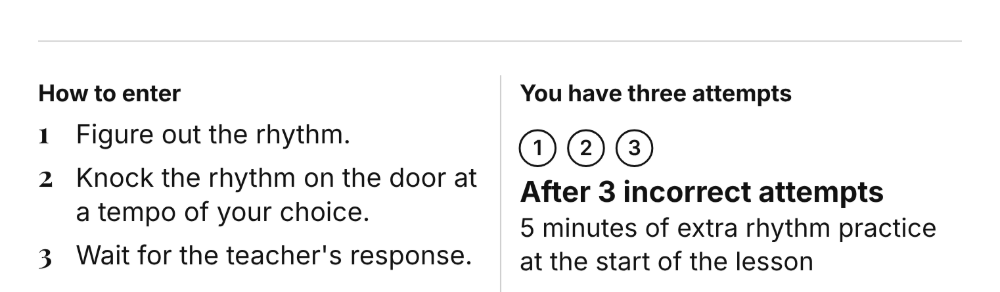 How to enter
1 Figure out the rhythm.
2 Knock the rhythm on the door at
a tempo of your choice.
3 Wait for the teacher's response.
You have three attempts
1 2 3
After 3 incorrect attempts
5 minutes of extra rhythm practice
at the start of the lesson